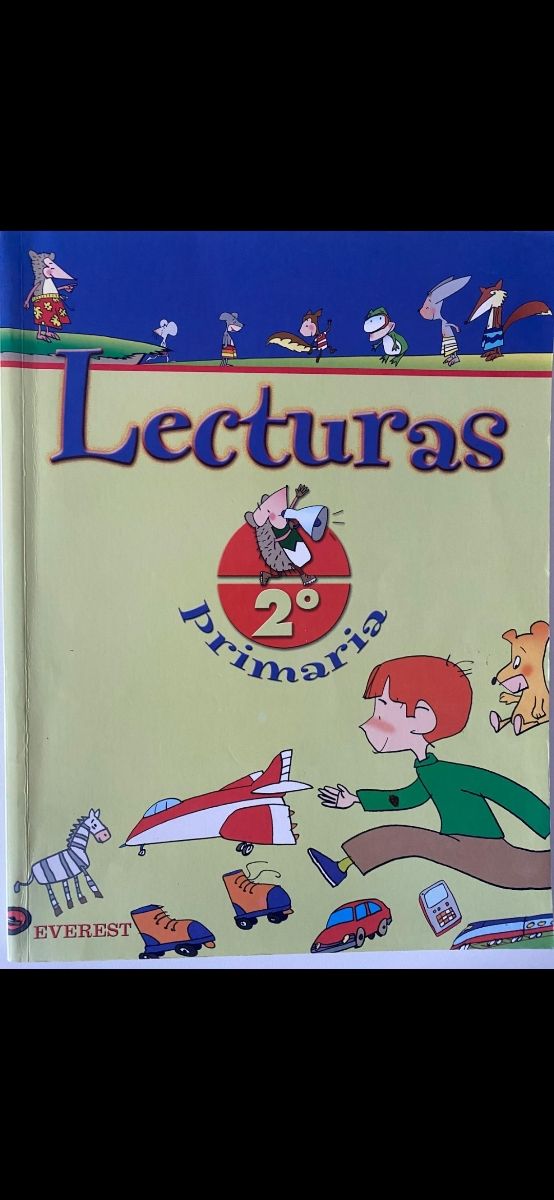 Lecturas
2º
primaria
EVEREST